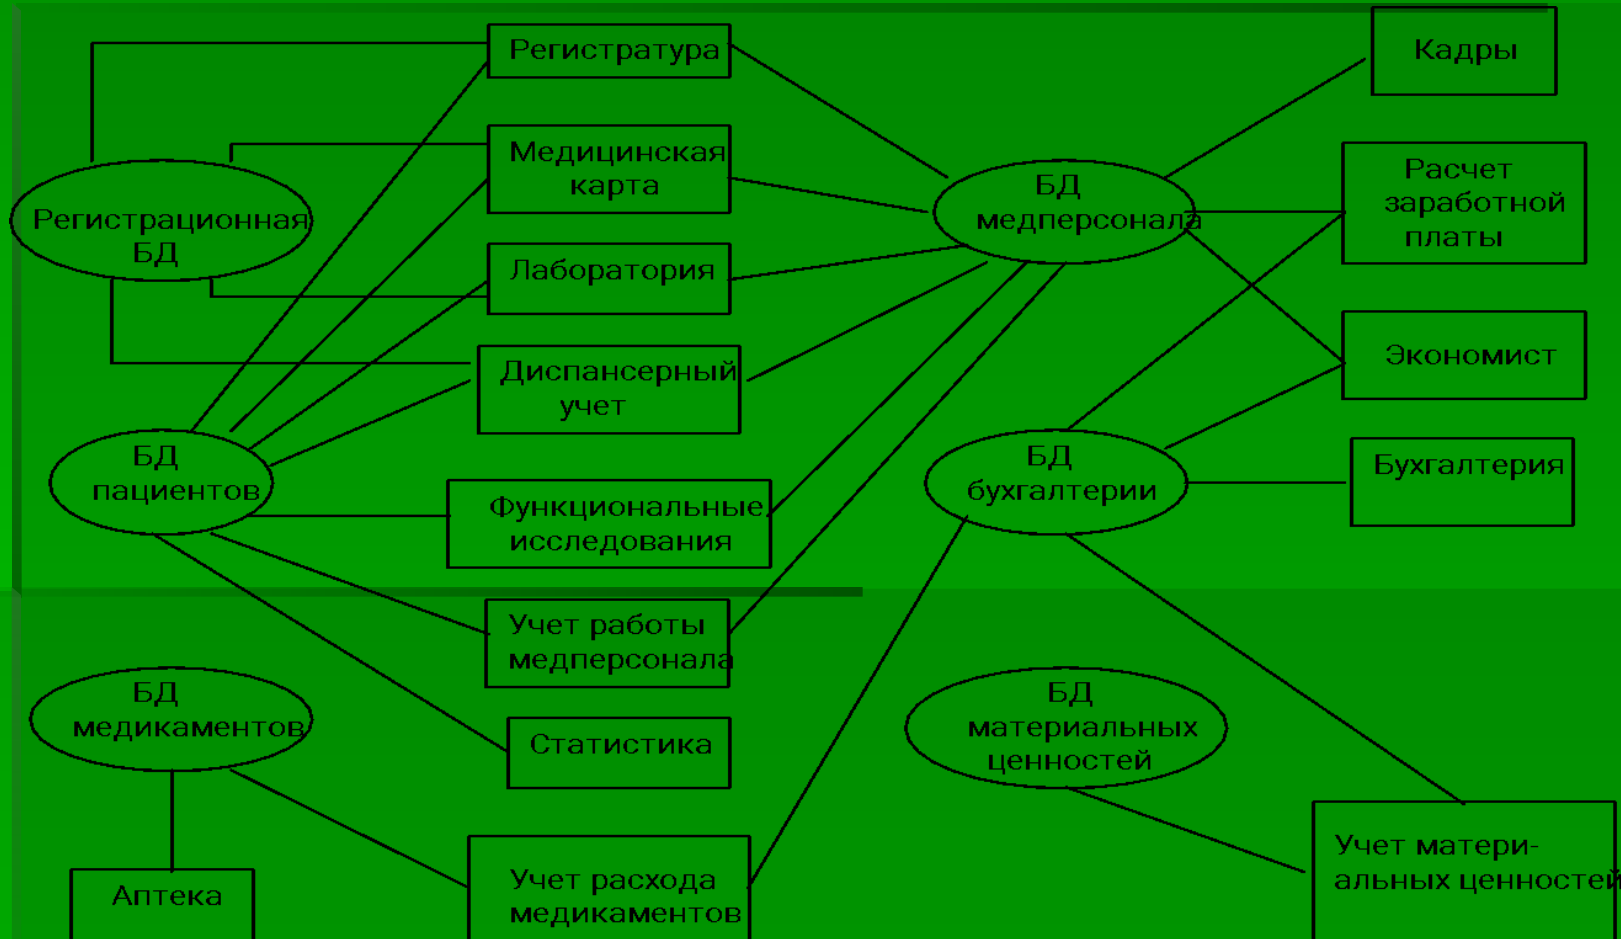 Регистратура
Кадры
Медицинская
карта
Расчет
заработной
платы
БД
медперсонала
Регистрационная
БД
Лаборатория
Диспансерный
учет
Экономист
БД
пациентов
БД
бухгалтерии
Бухгалтерия
Функциональные
исследования
Учет работы
медперсонала
БД
медикаментов
Статистика
БД
материальных
ценностей
Аптека
Учет расхода
медикаментов
Учет матери-
альных ценностей